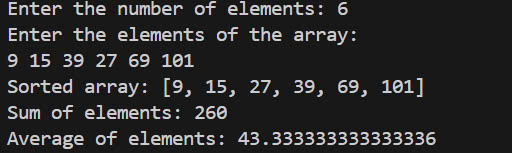 Enter the number of elements: 6
Enter the elements of the array:
9 15 39 27 69 101
Sorted array: [9, 15, 27, 39, 69, 101]
Sum of elements: 260
Average of elements: 43.333333333333336